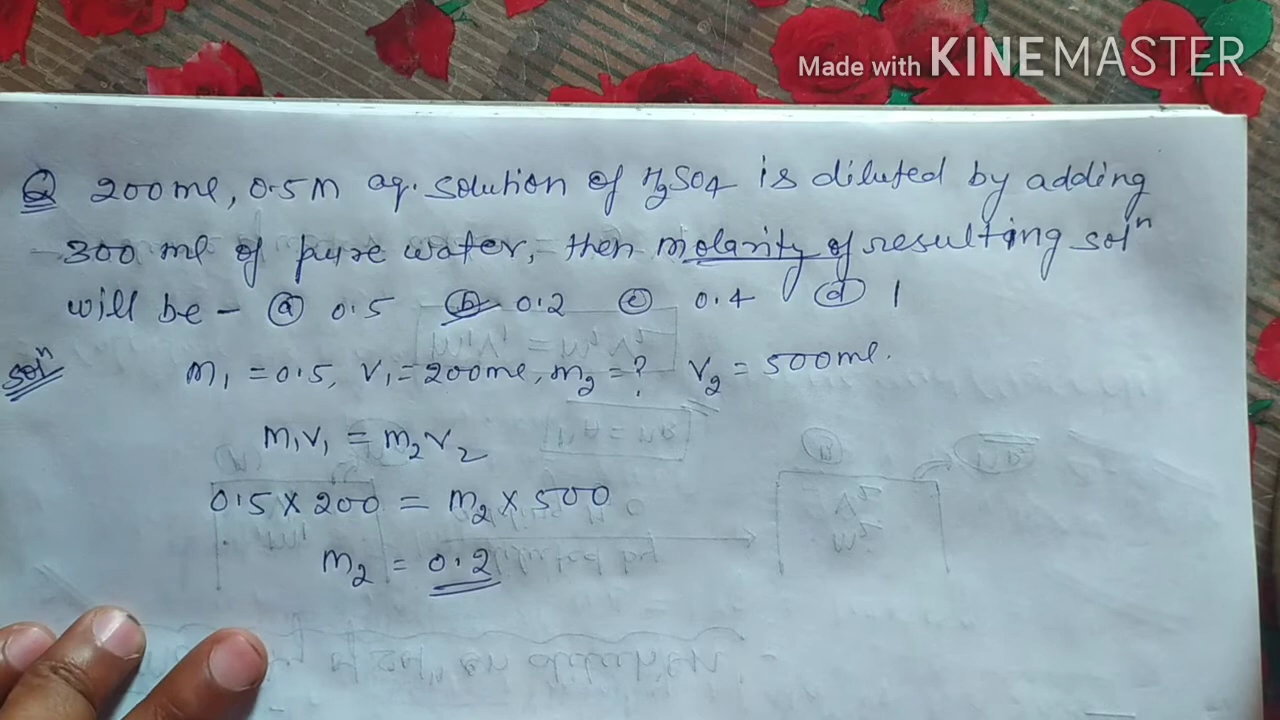 Made with KINEMASTER
Q 200ml, 0.5M aq. solution of H2SO4 is diluted by adding
300 ml of pure water, then molarity of resulting solⁿ
will be - ⓐ 0.5 ⓑ 0.2 ⓒ 0.4 ⓓ 1
solⁿ M₁ = 0.5, V₁ = 200ml, M₂ = ? V₂ = 500ml.
M₁V₁ = M₂V₂
0.5 × 200 = M₂ × 500
M₂ = 0.2